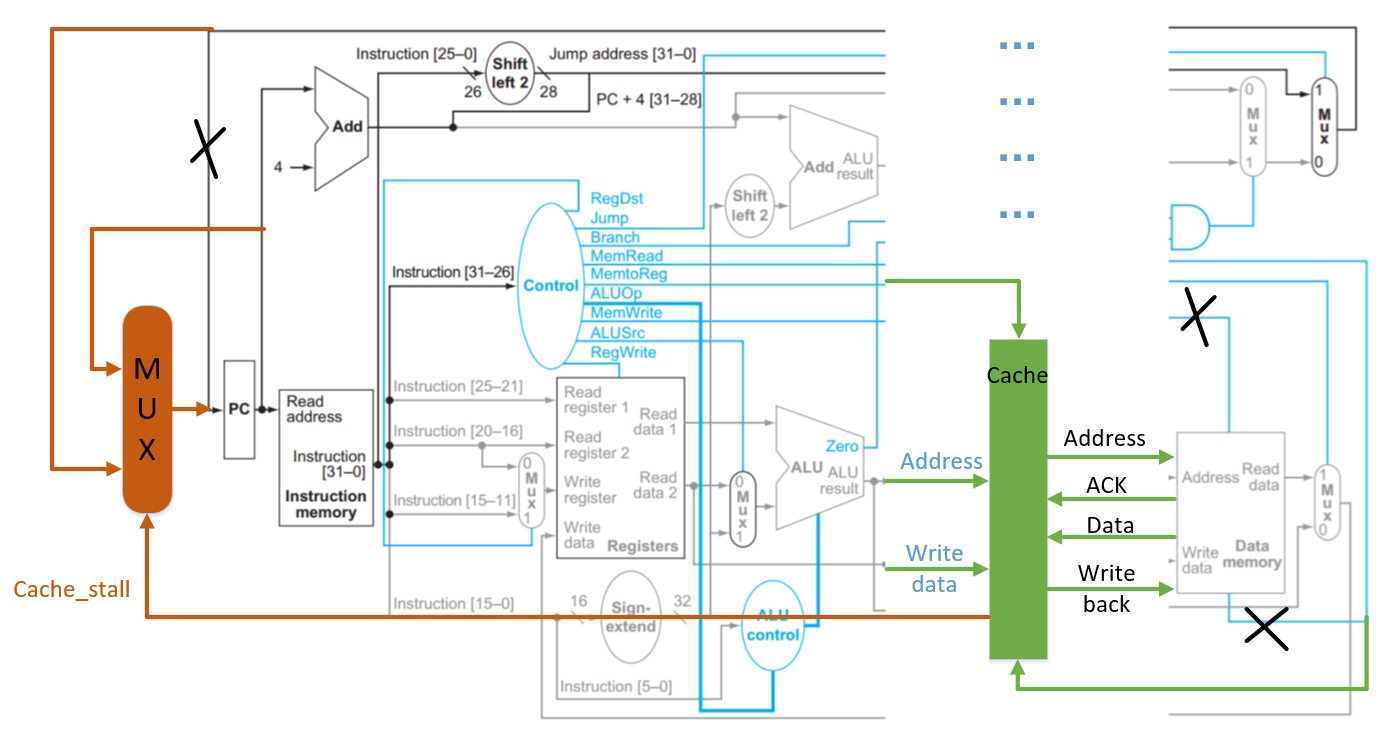 Instruction [25–0]
Shift
left 2
Jump address [31–0]
26
28
PC + 4 [31–28]
Add
4
...
...
...
...
Add
ALU
result
Shift
left 2
0
M
u
x
1
1
M
u
x
0
RegDst
Jump
Branch
MemRead
MemtoReg
ALUOp
MemWrite
ALUSrc
RegWrite
Instruction [31–26]
Control
M
U
X
PC
Read
address
Instruction
[31–0]
Instruction
memory
Instruction [25–21]
Instruction [20–16]
Instruction [15–11]
0
M
u
x
1
Read
register 1
Read
register 2
Write
register
Write
data
Read
data 1
Read
data 2
Registers
0
M
u
x
1
Zero
ALU
ALU
result
Address
Write
data
Cache
Address
ACK
Data
Write
back
Address
Read
data
Write
data
Data
memory
1
M
u
x
0
Cache_stall
Instruction [15–0]
16
Sign-
extend
32
ALU
control
Instruction [5–0]